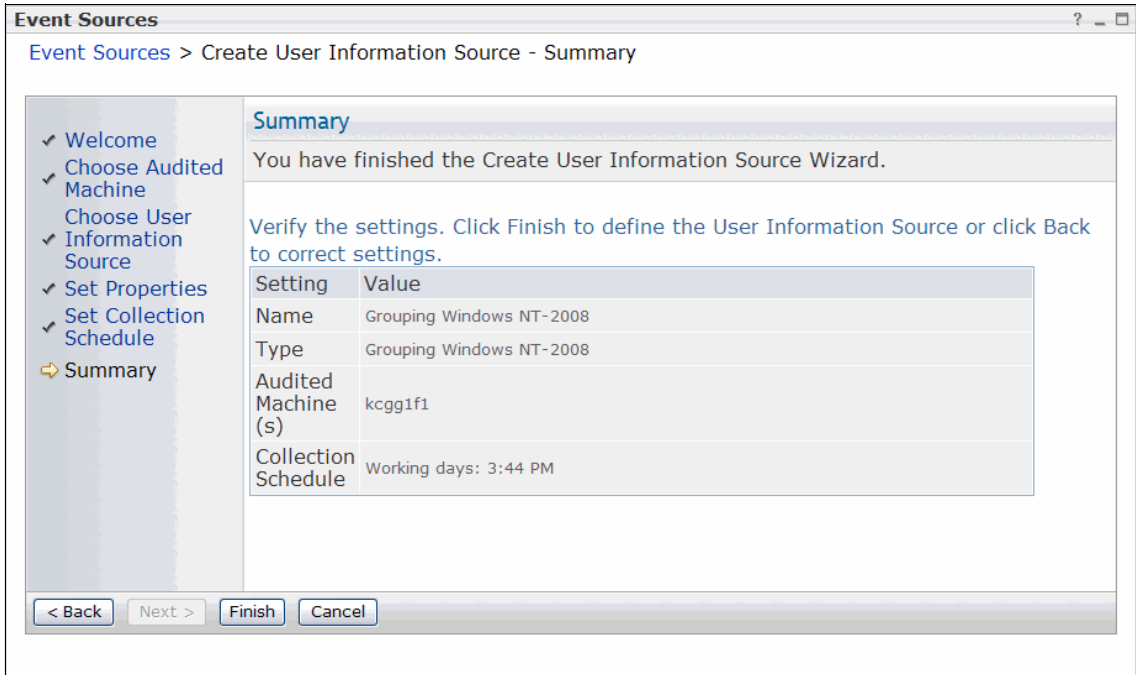 Event Sources
?
Event Sources > Create User Information Source - Summary
Welcome
Choose Audited
Machine
Choose User
Information
Source
Set Properties
Set Collection
Schedule
Summary
Summary
You have finished the Create User Information Source Wizard.
Verify the settings. Click Finish to define the User Information Source or click Back
to correct settings.
Setting Value
Name Grouping Windows NT-2008
Type Grouping Windows NT-2008
Audited
Machine
(s)
kcgg1f1
Collection
Schedule
Working days: 3:44 PM
< Back Next > Finish Cancel